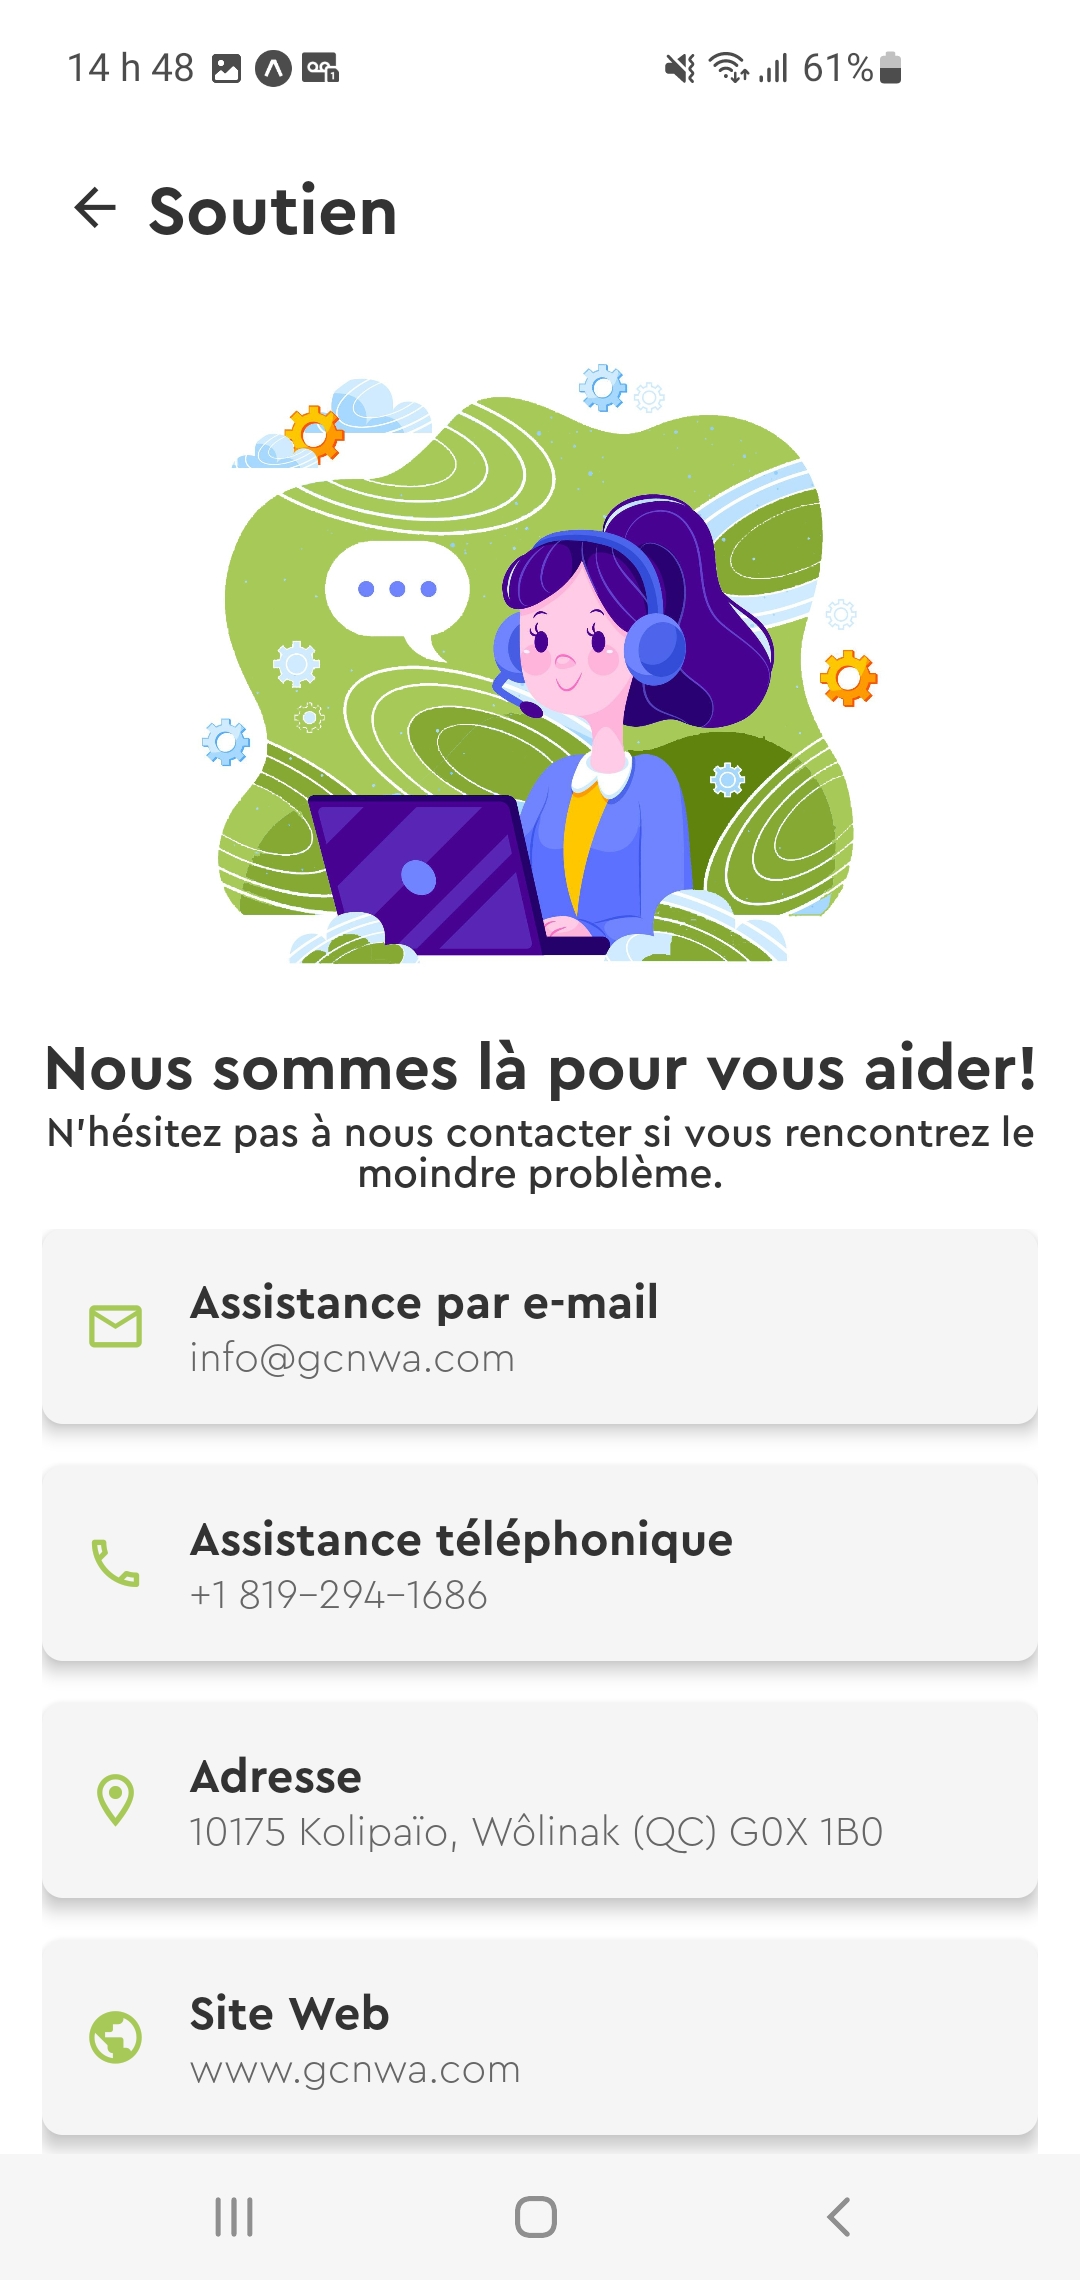 14 h 48
61%
Soutien
Nous sommes là pour vous aider!
N'hésitez pas à nous contacter si vous rencontrez le
moindre problème.
Assistance par e-mail
info@gcnwa.com
Assistance téléphonique
+1 819-294-1686
Adresse
10175 Kolipaïo, Wôlinak (QC) G0X 1B0
Site Web
www.gcnwa.com